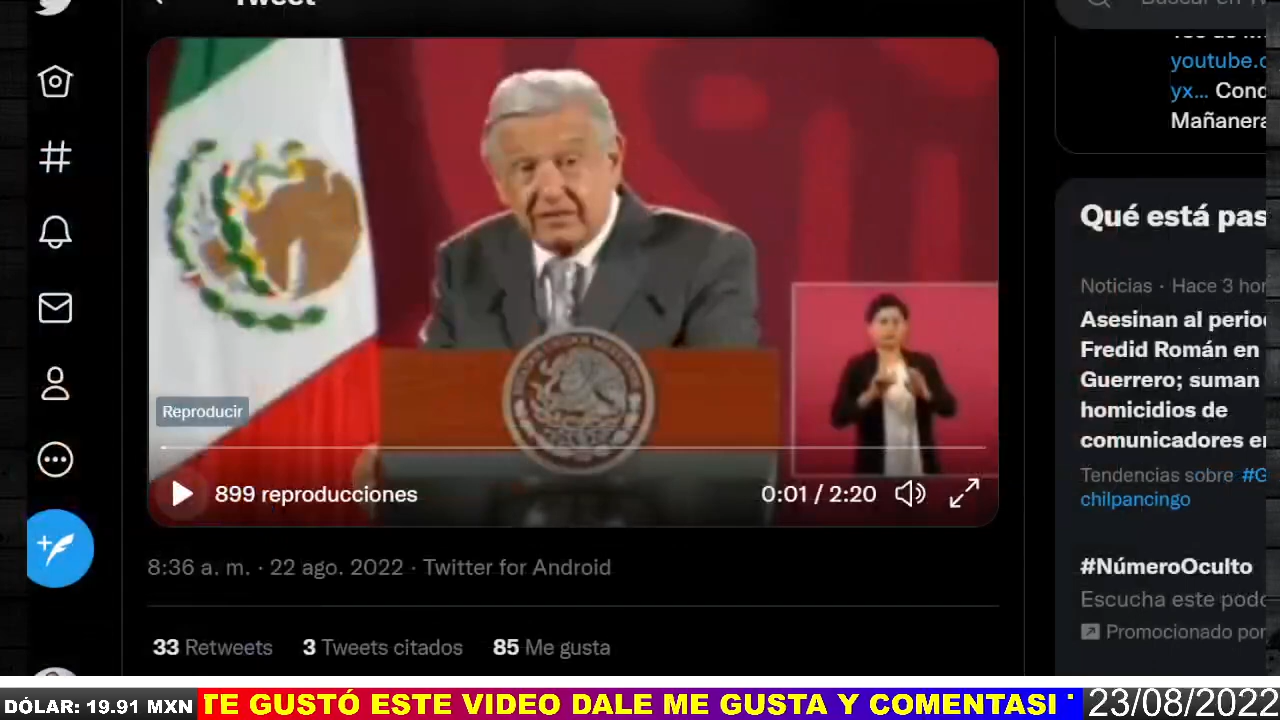 Tweet
Buscar en Tw
youtube.c
yx... Conc
Mañanera
Qué está pas
Noticias · Hace 3 hor
Asesinan al perio
Fredid Román en
Guerrero; suman
homicidios de
comunicadores e
Tendencias sobre #G
chilpancingo
#NúmeroOculto
Escucha este pod
Promocionado por
Reproducir
899 reproducciones
0:01 / 2:20
8:36 a. m. · 22 ago. 2022 · Twitter for Android
33 Retweets 3 Tweets citados 85 Me gusta
DÓLAR: 19.91 MXN TE GUSTÓ ESTE VIDEO DALE ME GUSTA Y COMENTASI 23/08/2022